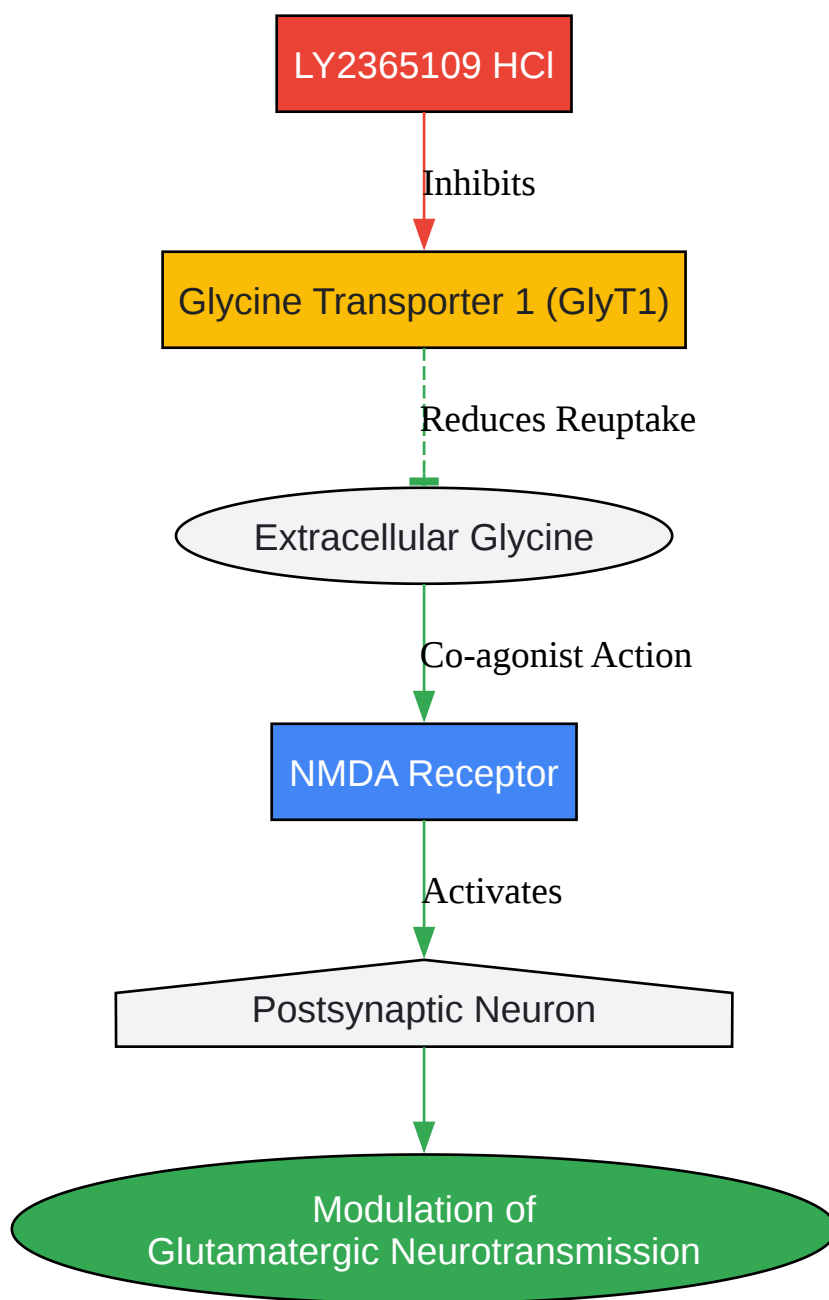 LY2365109 HCl
Inhibits
Glycine Transporter 1 (GlyT1)
Reduces Reuptake
Extracellular Glycine
Co-agonist Action
NMDA Receptor
Activates
Postsynaptic Neuron
Modulation of
Glutamatergic Neurotransmission